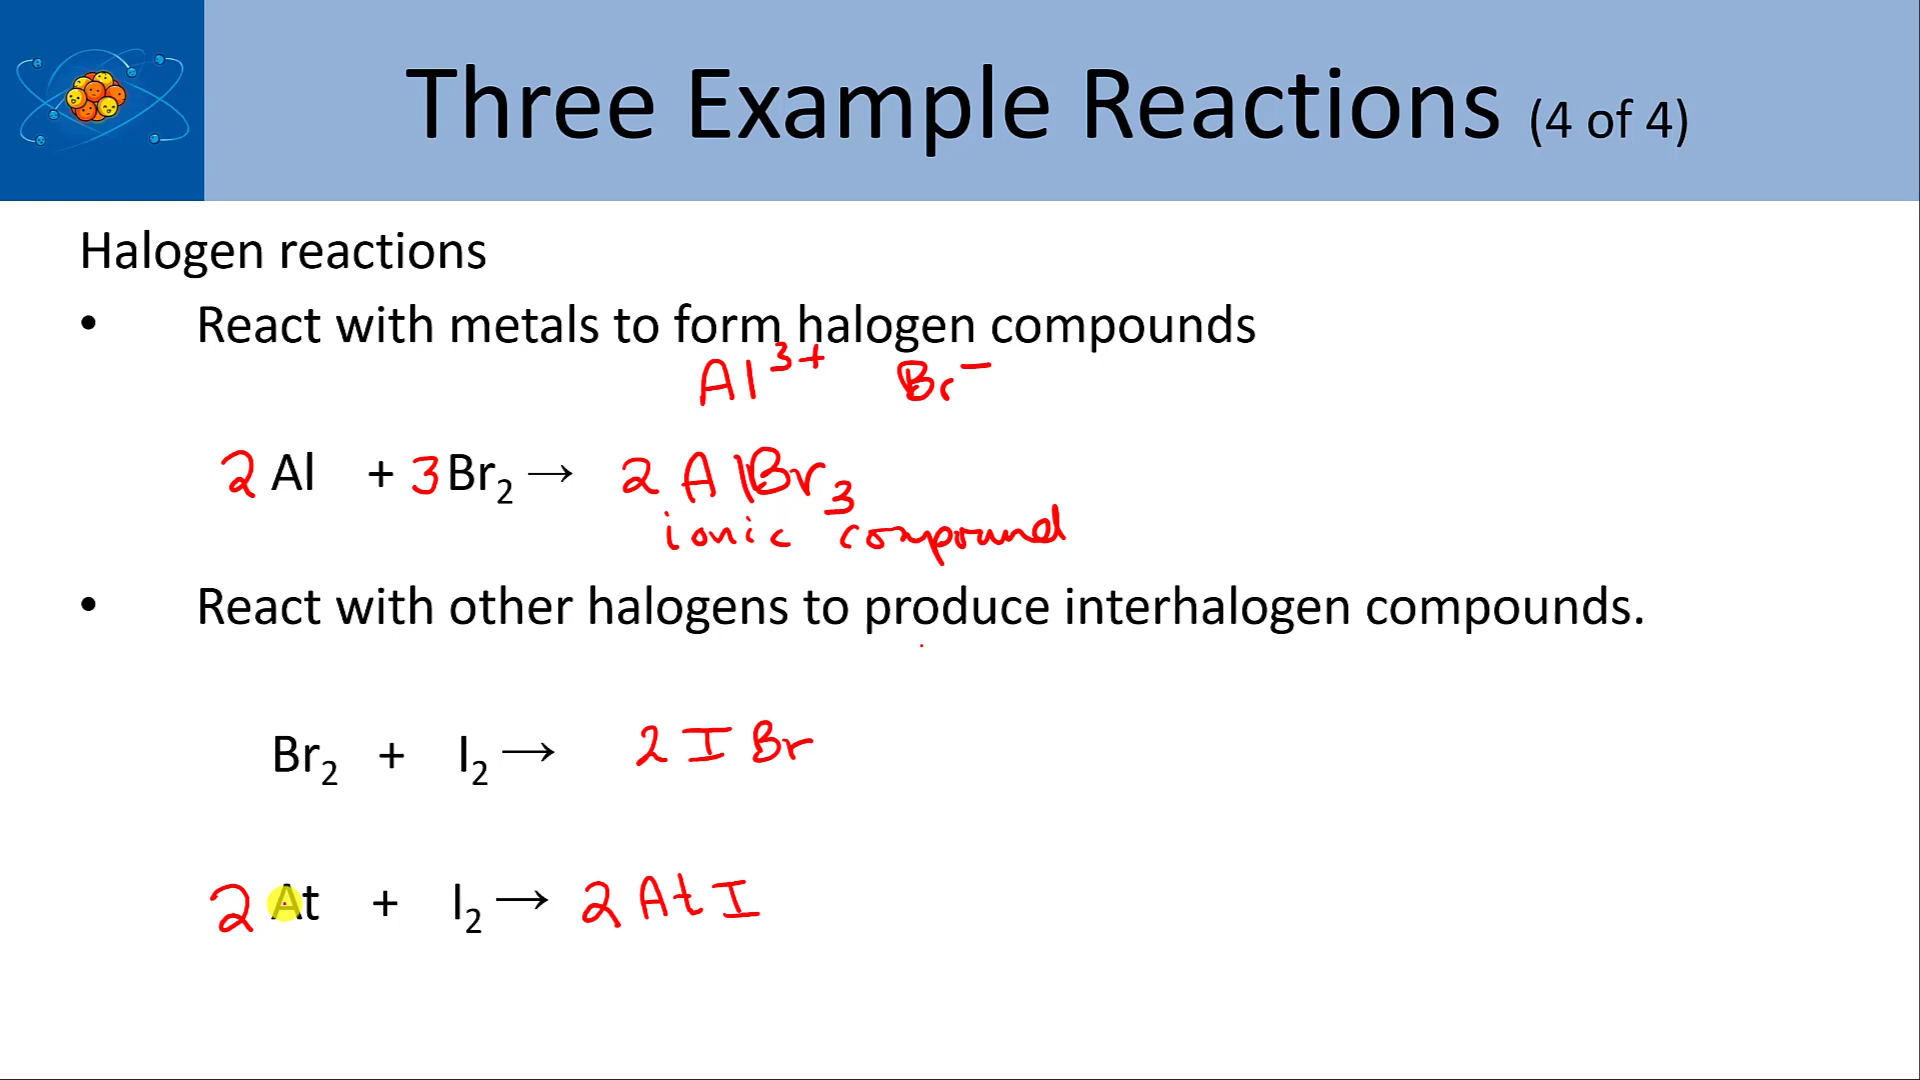 Three Example Reactions (4 of 4)
Halogen reactions
• React with metals to form halogen compounds
Al³⁺ Br⁻
2 Al + 3 Br₂ → 2 AlBr₃
ionic compound
• React with other halogens to produce interhalogen compounds.
Br₂ + I₂ → 2 I Br
2 At + I₂ → 2 At I